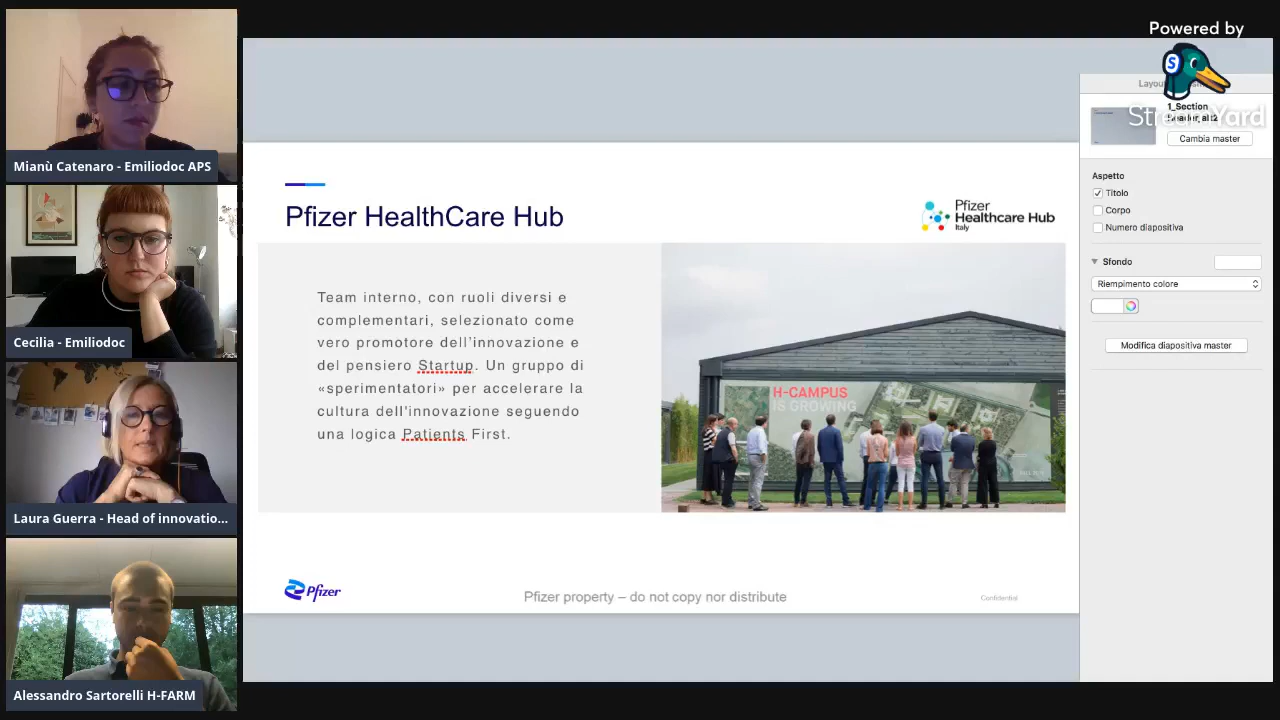 Powered by
StreamYard
Mianù Catenaro - Emiliodoc APS
Cecilia - Emiliodoc
Laura Guerra - Head of innovatio...
Alessandro Sartorelli H-FARM
Pfizer HealthCare Hub
Pfizer
Healthcare Hub
Italy
Team interno, con ruoli diversi e
complementari, selezionato come
vero promotore dell'innovazione e
del pensiero Startup. Un gruppo di
«sperimentatori» per accelerare la
cultura dell'innovazione seguendo
una logica Patients First.
H-CAMPUS
IS GROWING
Pfizer
Pfizer property – do not copy nor distribute
Confidential
1_Section
Cambia master
Aspetto
Titolo
Corpo
Numero diapositiva
Sfondo
Riempimento colore
Modifica diapositiva master